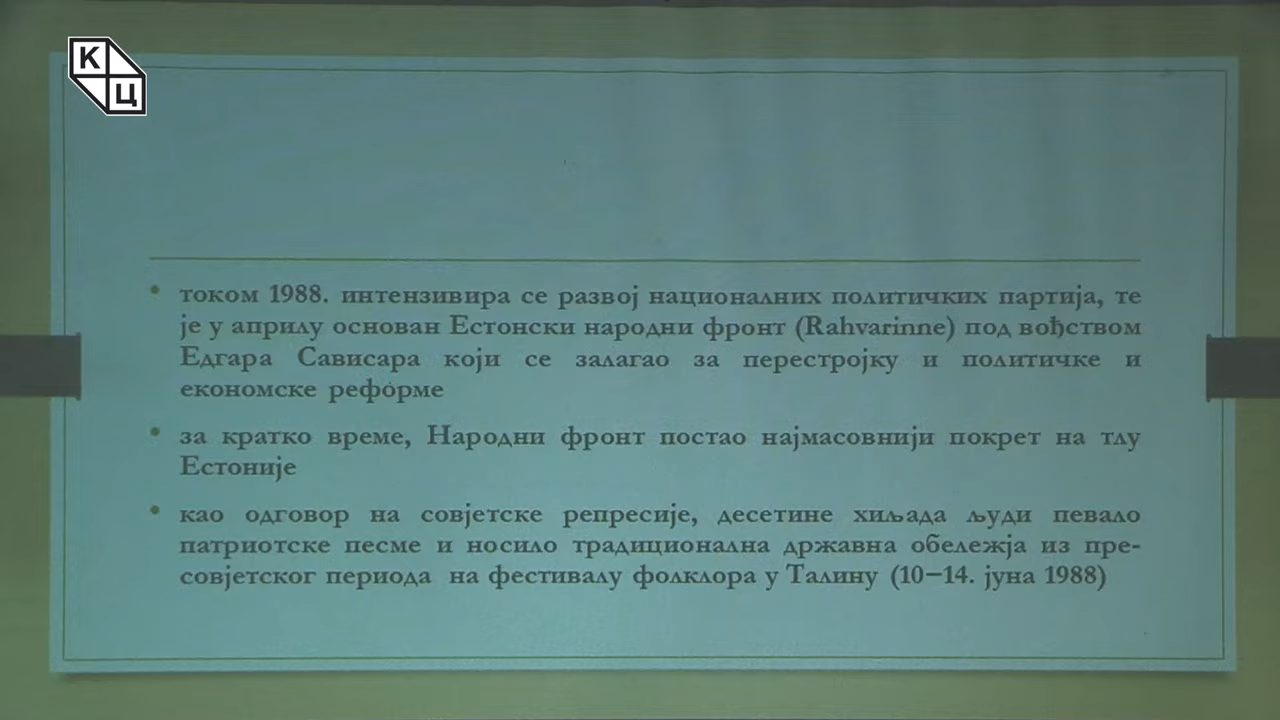 К
Ц
током 1988. интензивира се развој националних политичких партија, те
је у априлу основан Естонски народни фронт (Rahvarinne) под вођством
Едгара Сависара који се залагао за перестројку и политичке и
економске реформе
за кратко време, Народни фронт постао најмасовнији покрет на тлу
Естоније
као одговор на совјетске репресије, десетине хиљада људи певало
патриотске песме и носило традиционална државна обележја из пре-
совјетског периода на фестивалу фолклора у Талину (10–14. јуна 1988)